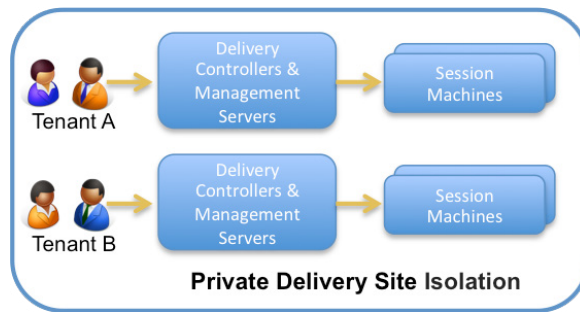 Delivery
Controllers &
Management
Servers
Session
Machines
Tenant A
Delivery
Controllers &
Management
Servers
Session
Machines
Tenant B
Private Delivery Site Isolation